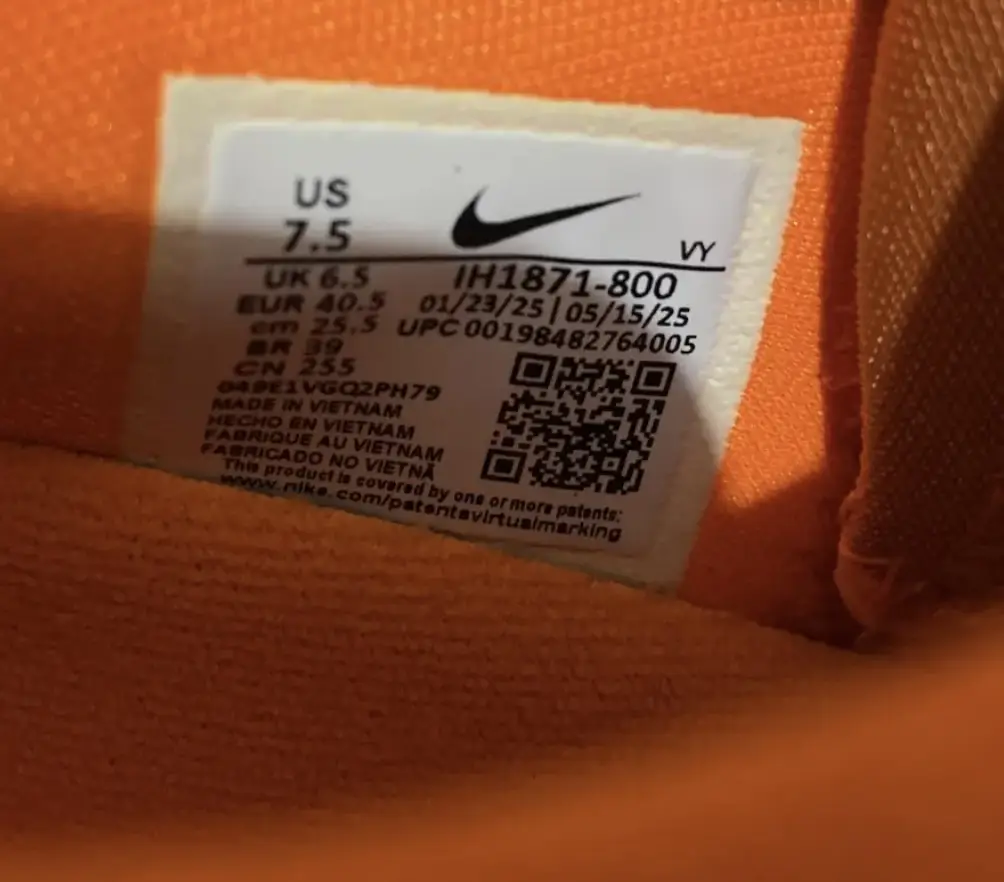 US
7.5
VY
UK 6.5
IH1871-800
EUR 40.5
01/23/25 | 05/15/25
cm 25.5
UPC 00198482764005
BR 39
CN 255
049E1VGQ2PH79
MADE IN VIETNAM
HECHO EN VIETNAM
FABRIQUE AU VIETNAM
FABRICADO NO VIETNÃ
This product is covered by one or more patents:
www.nike.com/patentsvirtualmarking